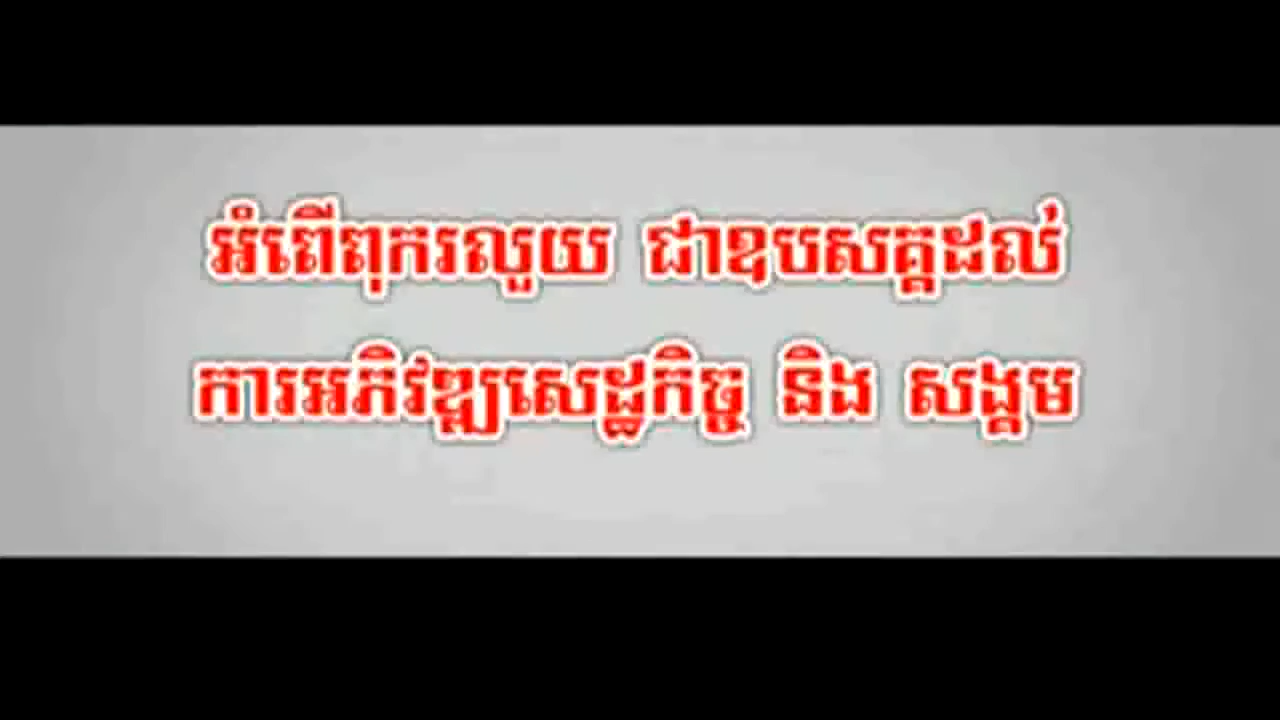 អំពើពុករលួយ ជាឧបសគ្គដល់
ការអភិវឌ្ឍសេដ្ឋកិច្ច និង សង្គម